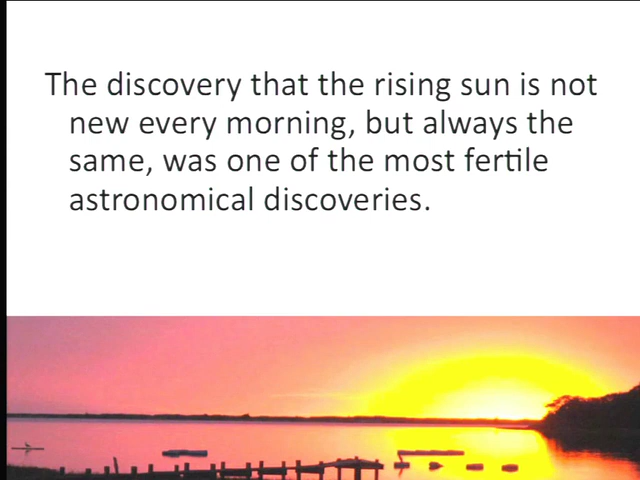 The discovery that the rising sun is not
new every morning, but always the
same, was one of the most fertile
astronomical discoveries.